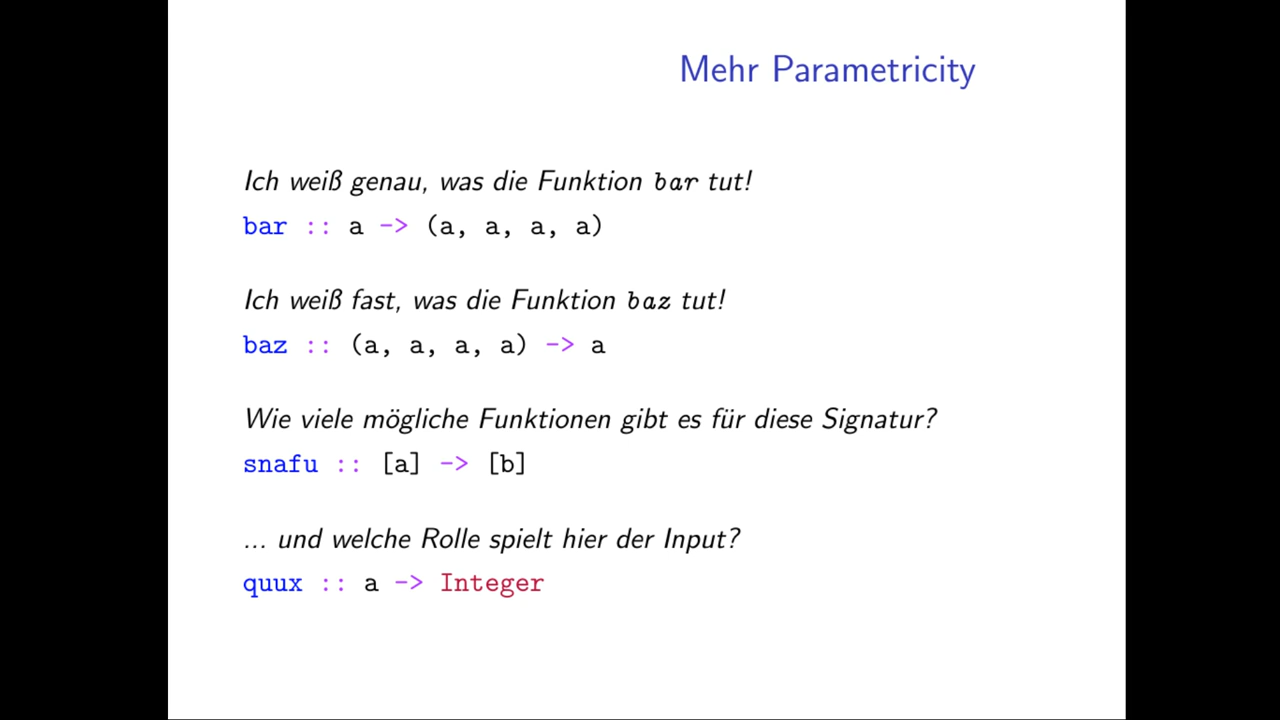 Mehr Parametricity
Ich weiß genau, was die Funktion bar tut!
bar :: a -> (a, a, a, a)
Ich weiß fast, was die Funktion baz tut!
baz :: (a, a, a, a) -> a
Wie viele mögliche Funktionen gibt es für diese Signatur?
snafu :: [a] -> [b]
... und welche Rolle spielt hier der Input?
quux :: a -> Integer